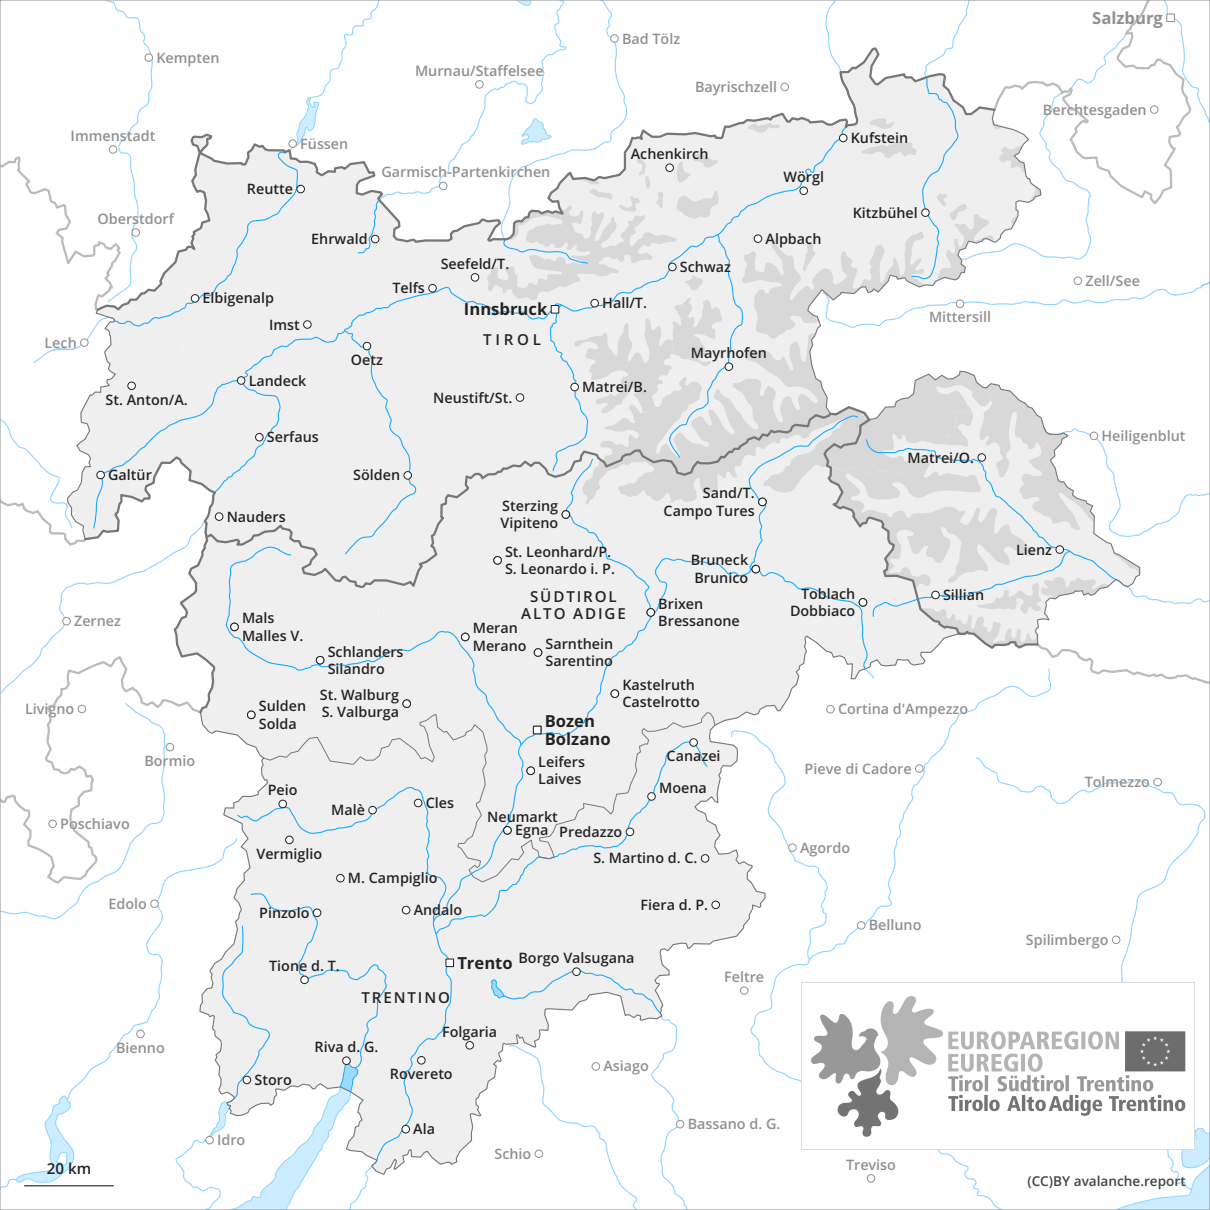 Salzburg
Bad Tölz
Kempten
Murnau/Staffelsee
Bayrischzell
Berchtesgaden
Immenstadt
Füssen
Kufstein
Achenkirch
Garmisch-Partenkirchen
Wörgl
Reutte
Oberstdorf
Kitzbühel
Ehrwald
Alpbach
Seefeld/T.
Schwaz
Zell/See
Telfs
Elbigenalp
Innsbruck
Hall/T.
Mittersill
Imst
TIROL
Lech
Oetz
Mayrhofen
Landeck
Matrei/B.
St. Anton/A.
Neustift/St.
Serfaus
Heiligenblut
Matrei/O.
Galtür
Sölden
Sand/T.
Campo Tures
Sterzing
Vipiteno
Nauders
St. Leonhard/P.
S. Leonardo i. P.
Lienz
Bruneck
Brunico
SÜDTIROL
ALTO ADIGE
Toblach
Dobbiaco
Sillian
Brixen
Bressanone
Zernez
Mals
Malles V.
Meran
Merano
Sarnthein
Sarentino
Schlanders
Silandro
Kastelruth
Castelrotto
St. Walburg
S. Valburga
Livigno
Sulden
Solda
Cortina d'Ampezzo
Bozen
Bolzano
Bormio
Canazei
Leifers
Laives
Pieve di Cadore
Tolmezzo
Peio
Moena
Malè
Cles
Neumarkt
Egna
Predazzo
Poschiavo
Vermiglio
S. Martino d. C.
Agordo
M. Campiglio
Edolo
Pinzolo
Andalo
Fiera d. P.
Belluno
Spilimbergo
Tione d. T.
Trento
Borgo Valsugana
Feltre
TRENTINO
Bienno
Folgaria
Riva d. G.
Rovereto
Storo
Asiago
EUROPAREGION
EUREGIO
Tirol Südtirol Trentino
Tirolo Alto Adige Trentino
Ala
Idro
Schio
Bassano d. G.
Treviso
20 km
(CC)BY avalanche.report